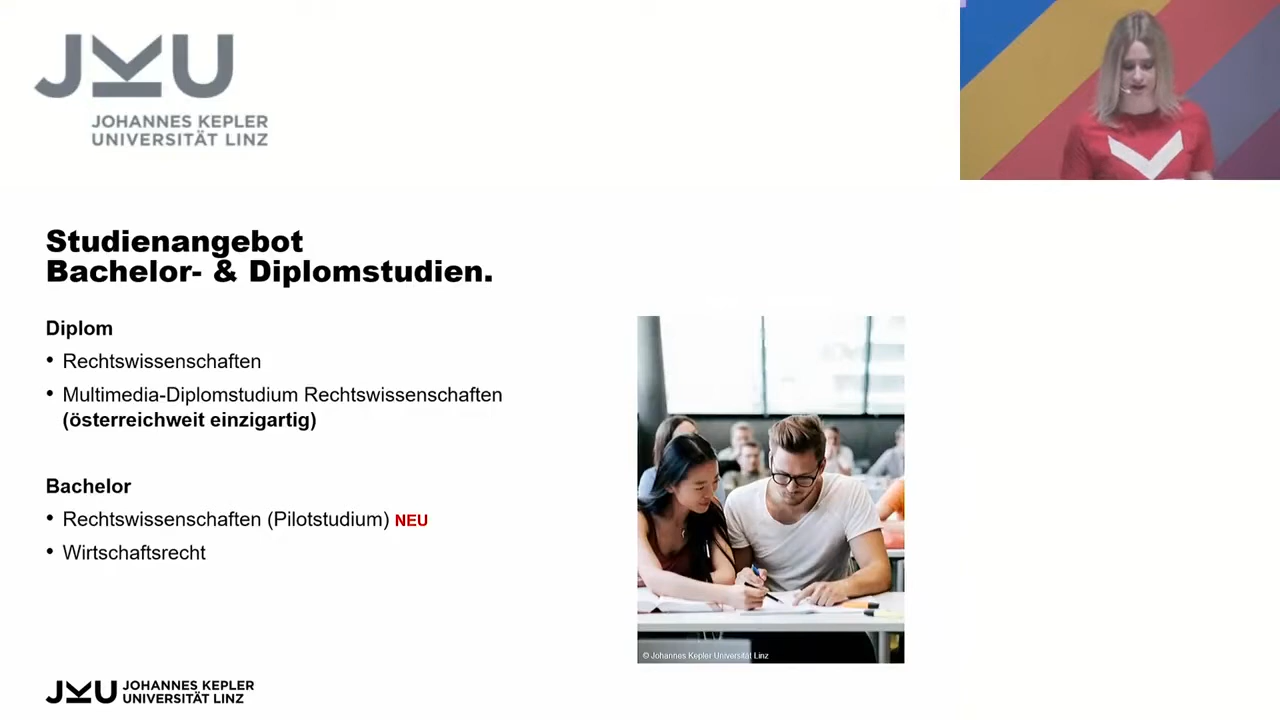 JKU
JOHANNES KEPLER
UNIVERSITÄT LINZ
Studienangebot
Bachelor- & Diplomstudien.
Diplom
• Rechtswissenschaften
• Multimedia-Diplomstudium Rechtswissenschaften
(österreichweit einzigartig)
Bachelor
• Rechtswissenschaften (Pilotstudium) NEU
• Wirtschaftsrecht
© Johannes Kepler Universität Linz
JKU JOHANNES KEPLER
UNIVERSITÄT LINZ